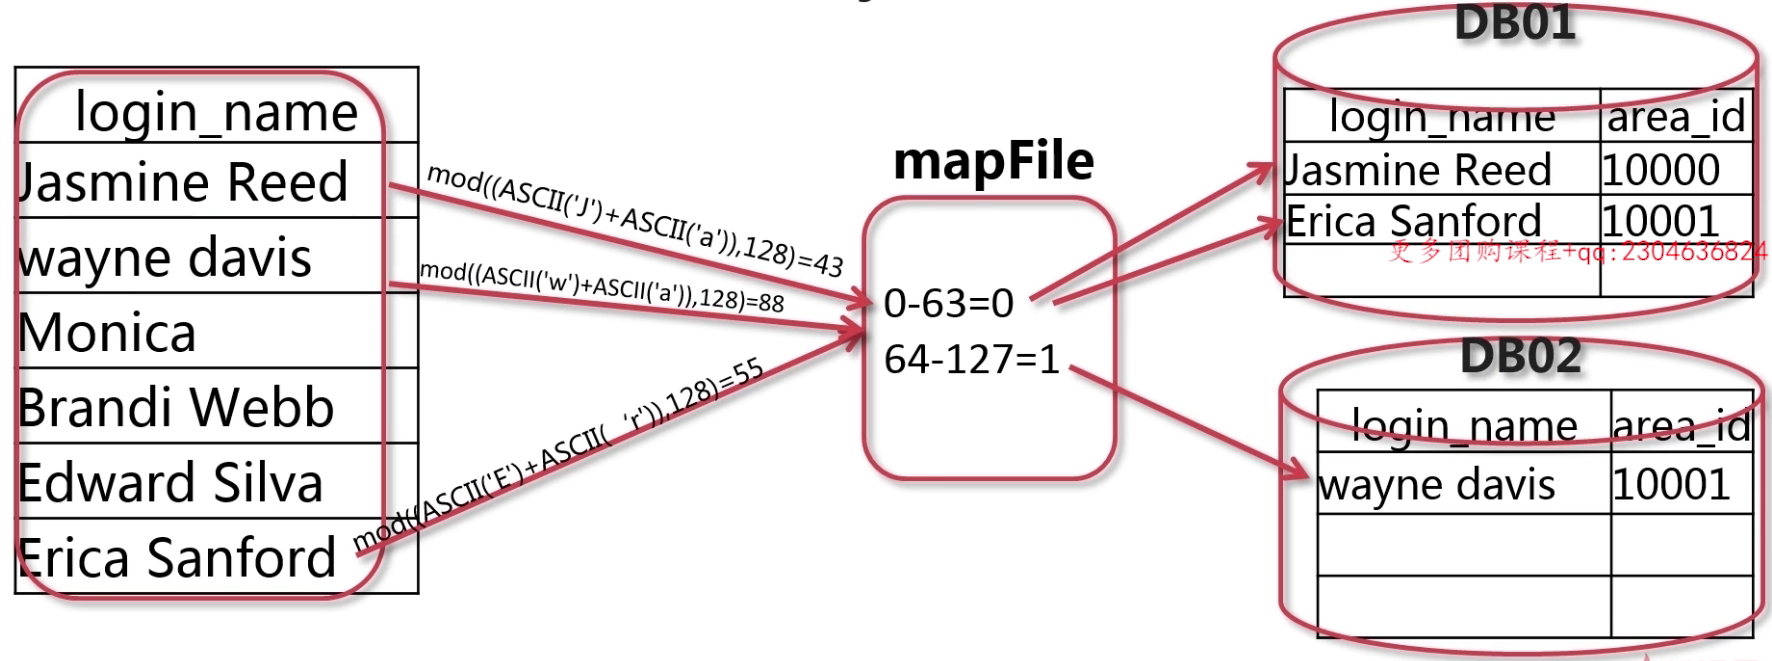 login_name
Jasmine Reed
wayne davis
Monica
Brandi Webb
Edward Silva
Erica Sanford
mod((ASCII('J')+ASCII('a')),128)=43
mod((ASCII('w')+ASCII('a')),128)=88
mod((ASCII('E')+ASCII( 'r')),128)=55
mapFile
0-63=0
64-127=1
DB01
login_name area_id
Jasmine Reed 10000
Erica Sanford 10001
更多团购课程+qq:2304636824
DB02
login_name area_id
wayne davis 10001